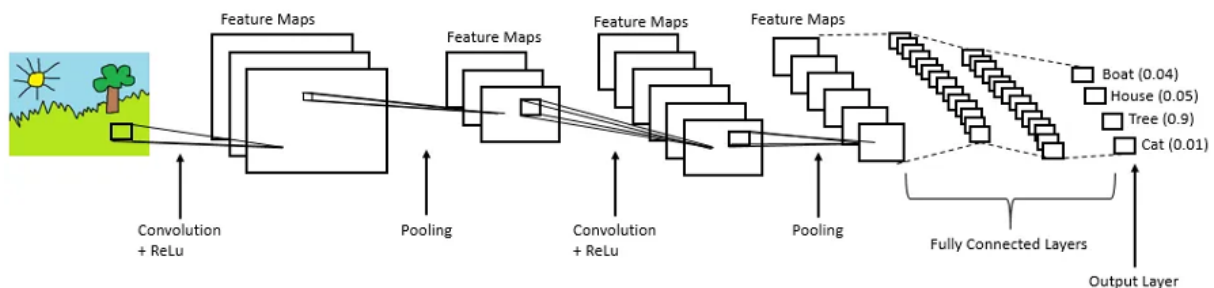 Feature Maps
Feature Maps
Feature Maps
Feature Maps
Boat (0.04)
House (0.05)
Tree (0.9)
Cat (0.01)
Convolution
+ ReLu
Pooling
Convolution
+ ReLu
Pooling
Fully Connected Layers
Output Layer